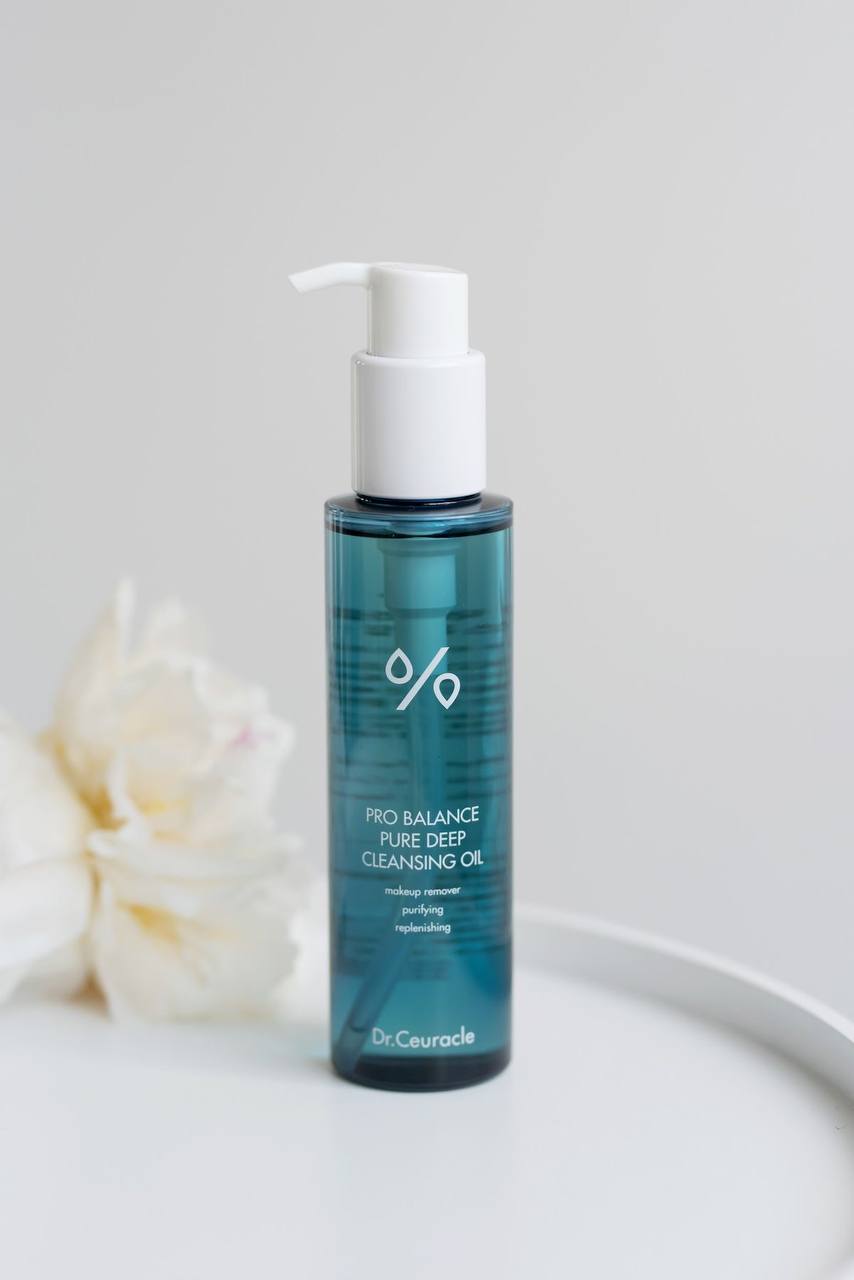 %
PRO BALANCE
PURE DEEP
CLEANSING OIL
makeup remover
purifying
replenishing
Dr.Ceuracle